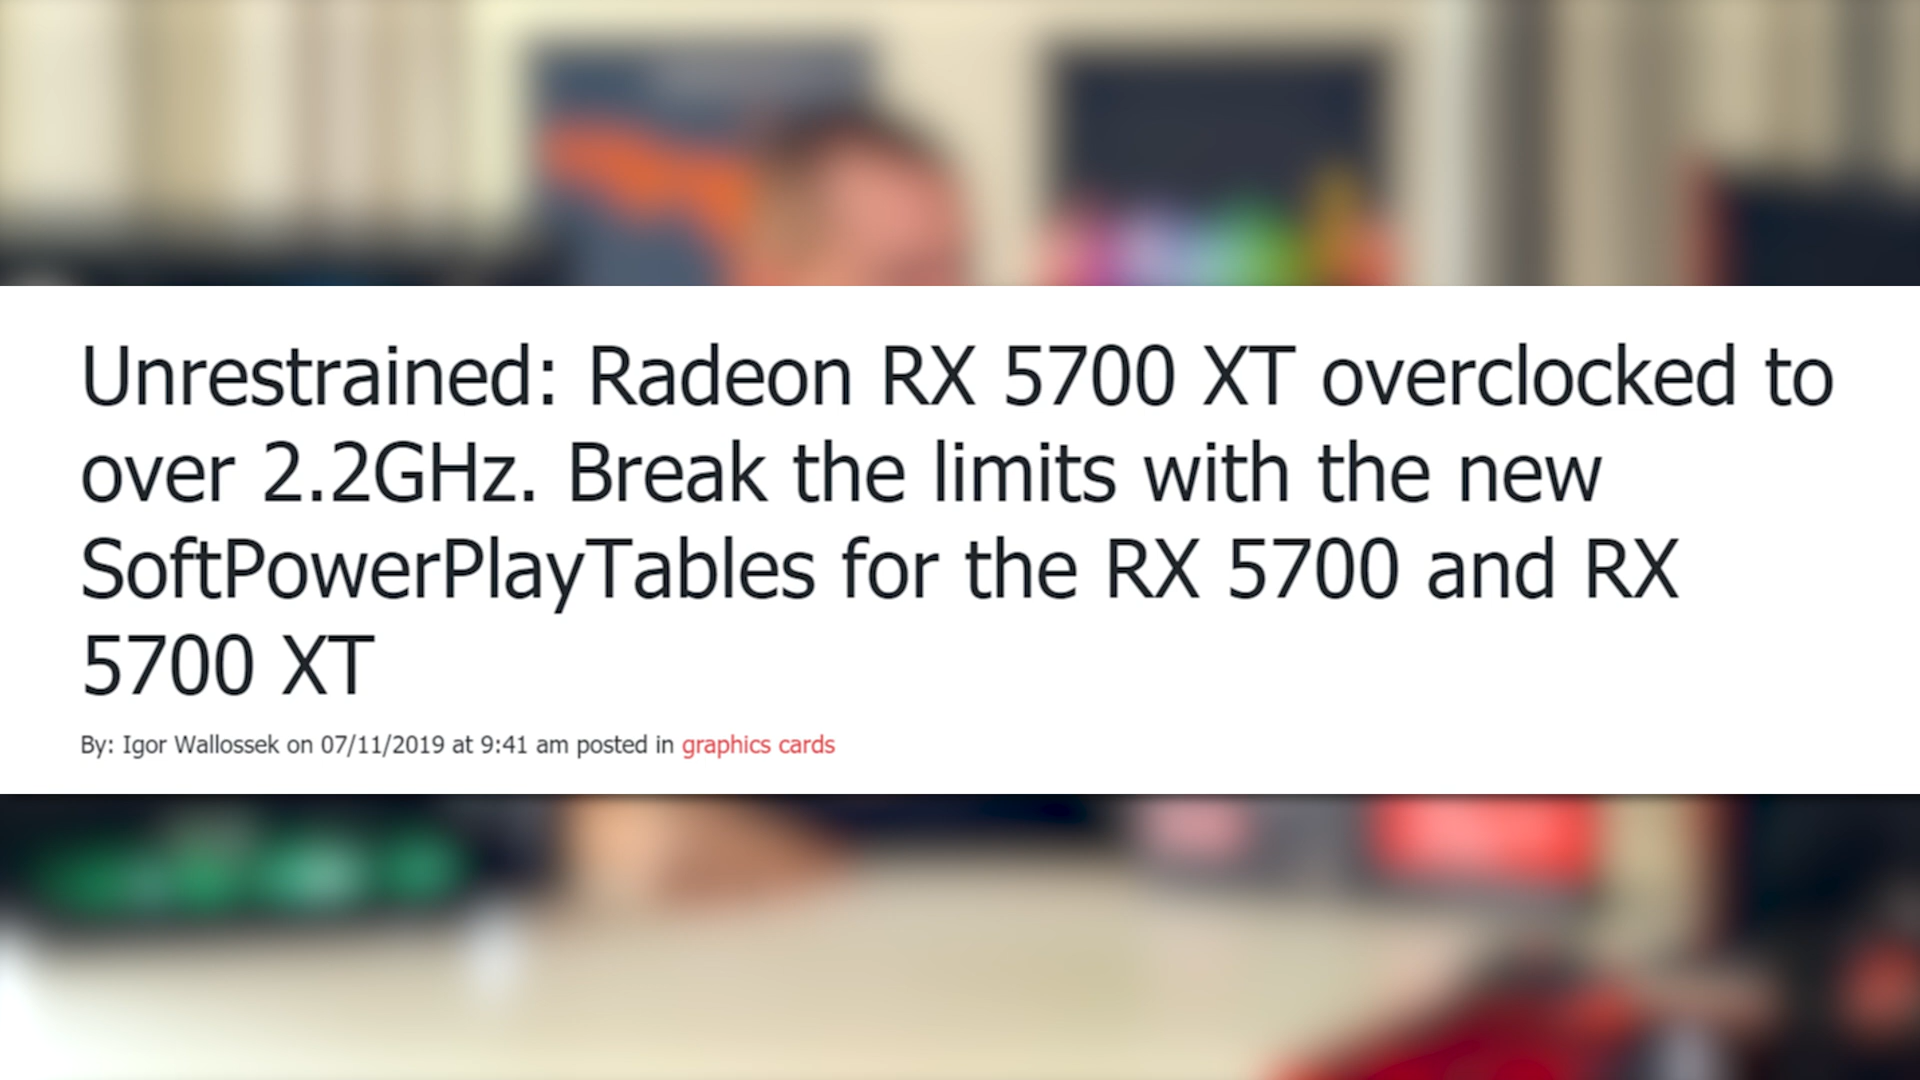 Unrestrained: Radeon RX 5700 XT overclocked to
over 2.2GHz. Break the limits with the new
SoftPowerPlayTables for the RX 5700 and RX
5700 XT
By: Igor Wallossek on 07/11/2019 at 9:41 am posted in graphics cards